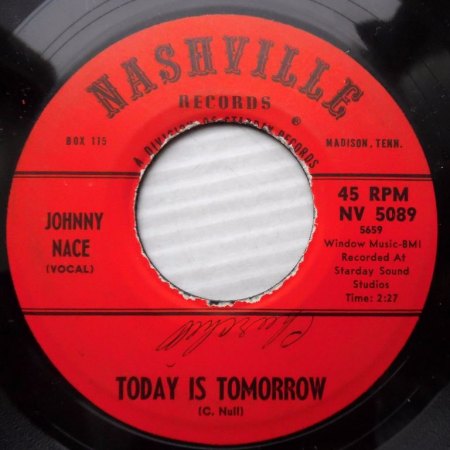 NASHVILLE
RECORDS
®
A DIVISION OF STARDAY RECORDS
BOX 115
MADISON, TENN.
JOHNNY
NACE
(VOCAL)
45 RPM
NV 5089
5659
Window Music-BMI
Recorded At
Starday Sound
Studios
Time: 2:27
TODAY IS TOMORROW
(C. Null)